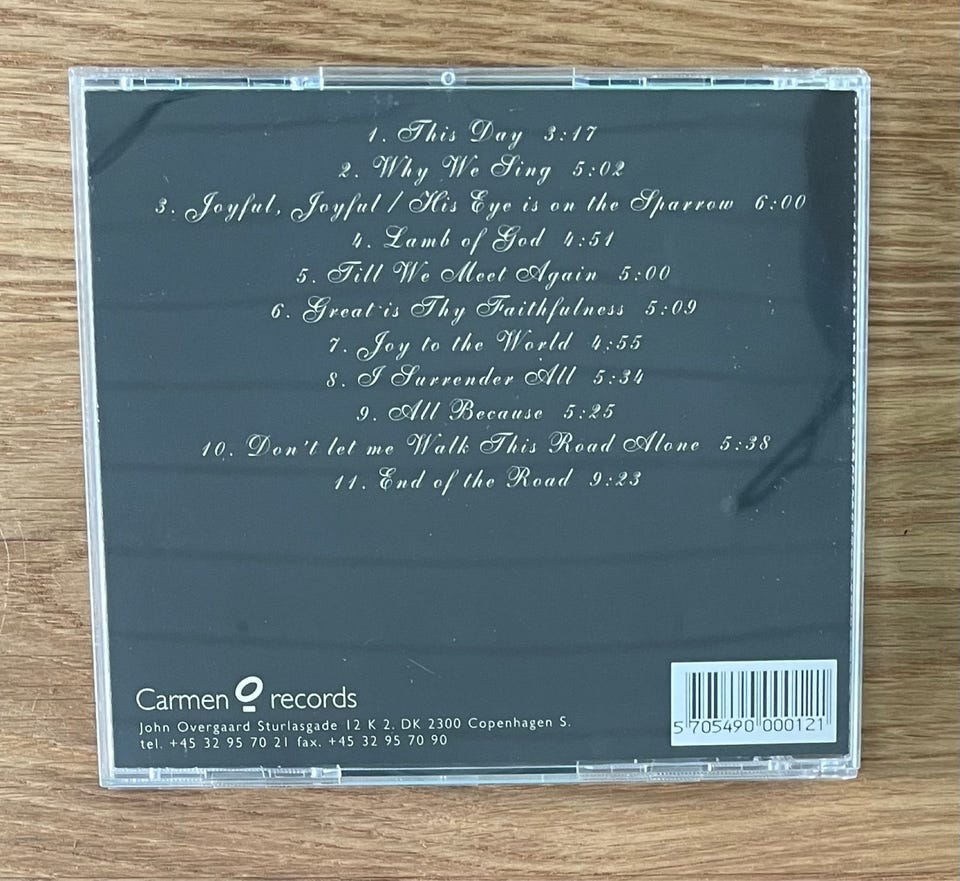 1. This Day 3:17
2. Why We Sing 5:02
3. Joyful, Joyful / His Eye is on the Sparrow 6:00
4. Lamb of God 4:51
5. Till We Meet Again 5:00
6. Great is Thy Faithfulness 5:09
7. Joy to the World 4:55
8. I Surrender All 5:34
9. All Because 5:25
10. Don't let me Walk This Road Alone 5:38
11. End of the Road 9:23
Carmen records
John Overgaard Sturlasgade 12 K 2. DK 2300 Copenhagen S.
tel. +45 32 95 70 21 fax. +45 32 95 70 90
5 705490 000121